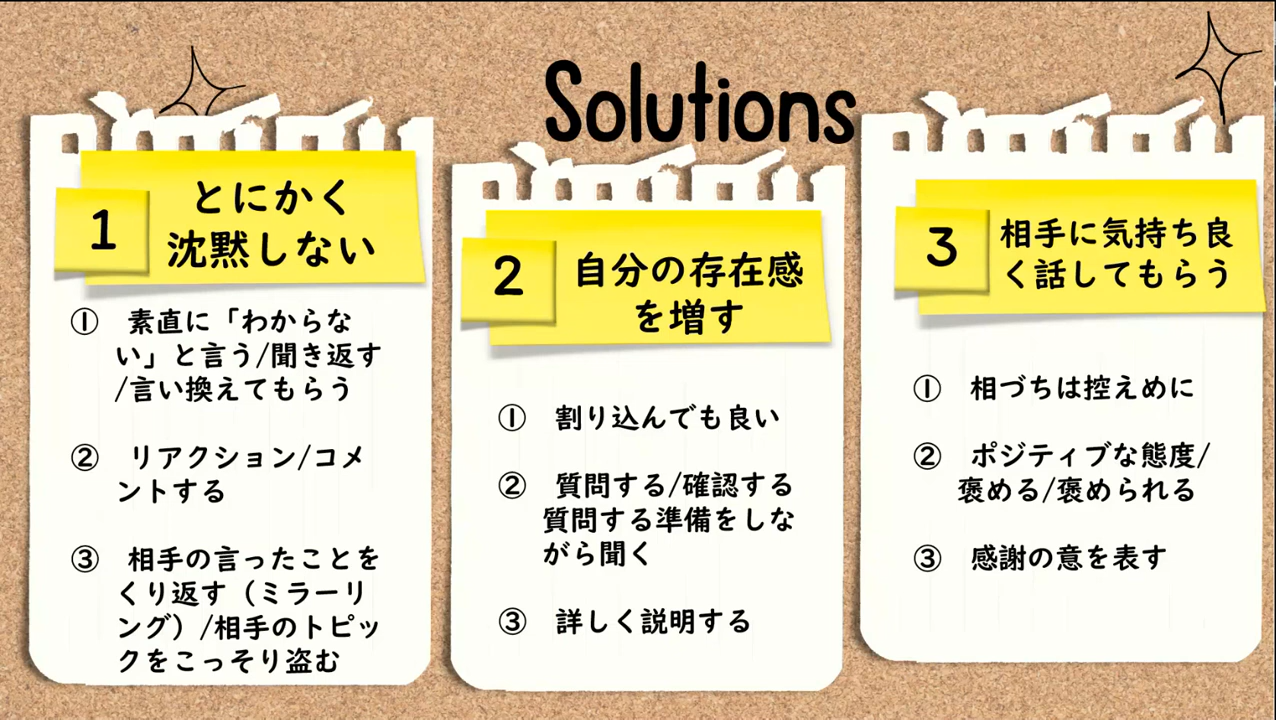 Solutions
1
とにかく
沈黙しない
① 素直に「わからな
い」と言う/聞き返す
/言い換えてもらう
② リアクション/コメ
ントする
③ 相手の言ったことを
くり返す(ミラーリ
ング)/相手のトピッ
クをこっそり盗む
2
自分の存在感
を増す
① 割り込んでも良い
② 質問する/確認する
質問する準備をしな
がら聞く
③ 詳しく説明する
3
相手に気持ち良
く話してもらう
① 相づちは控えめに
② ポジティブな態度/
褒める/褒められる
③ 感謝の意を表す